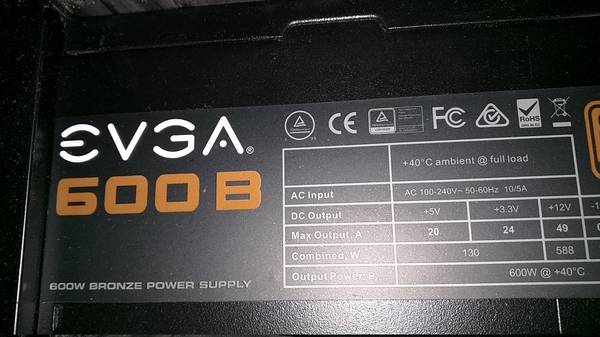 EVGA®
600 B
600W BRONZE POWER SUPPLY
CE FC RoHS
+40°C ambient @ full load
AC Input AC 100-240V~ 50-60Hz 10/5A
DC Output +5V +3.3V +12V
Max Output, A 20 24 49
Combined, W 130 588
Output Power, P 600W @ +40°C